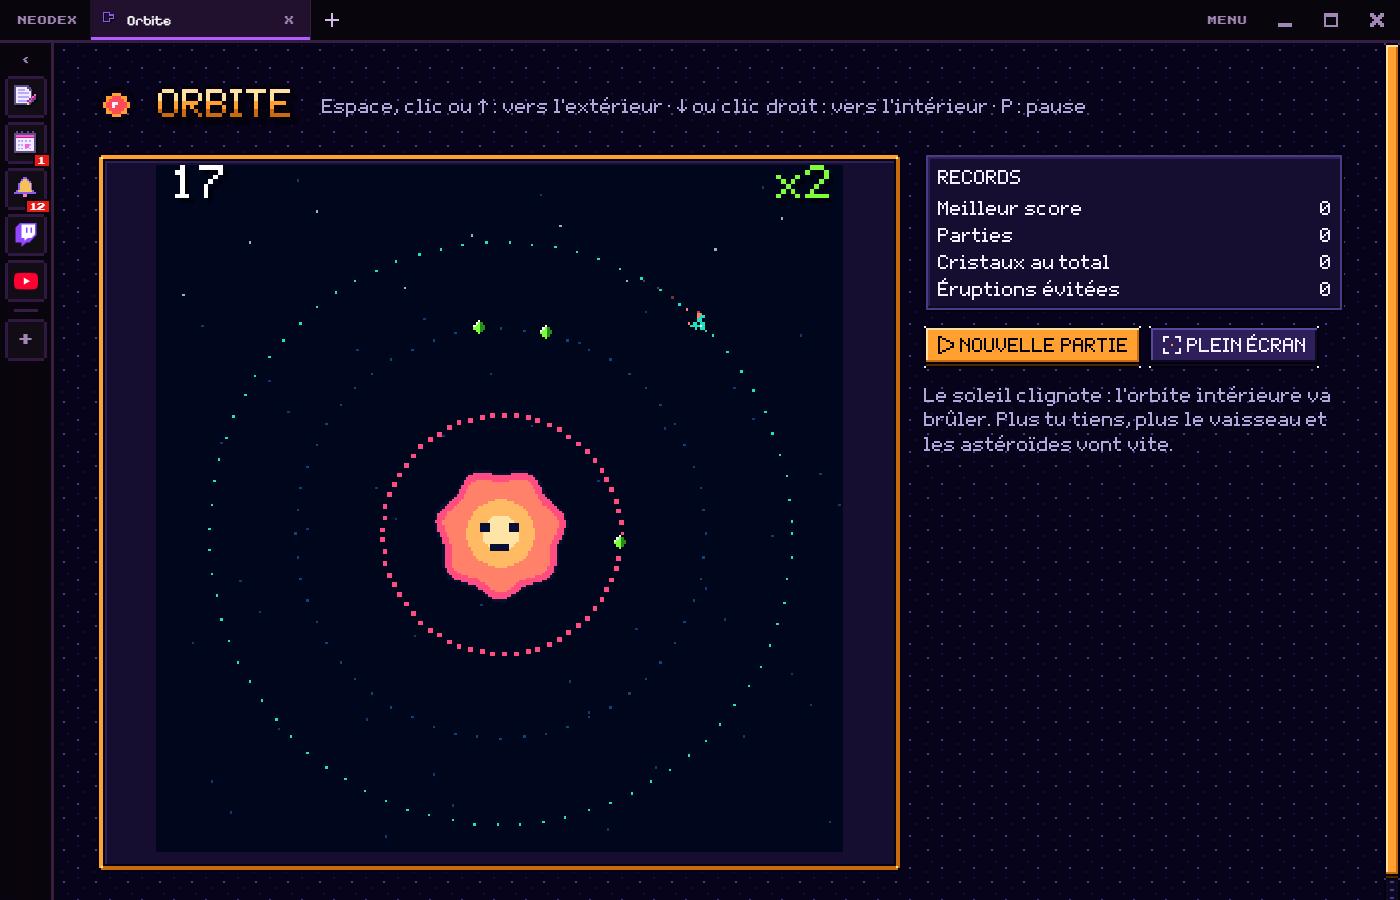 NEODEX
Orbite
MENU
1
12
ORBITE
Espace, clic ou ↑ : vers l'extérieur · ↓ ou clic droit : vers l'intérieur · P : pause
17
x2
RECORDS
Meilleur score 0
Parties 0
Cristaux au total 0
Éruptions évitées 0
NOUVELLE PARTIE
PLEIN ÉCRAN
Le soleil clignote : l'orbite intérieure va
brûler. Plus tu tiens, plus le vaisseau et
les astéroïdes vont vite.